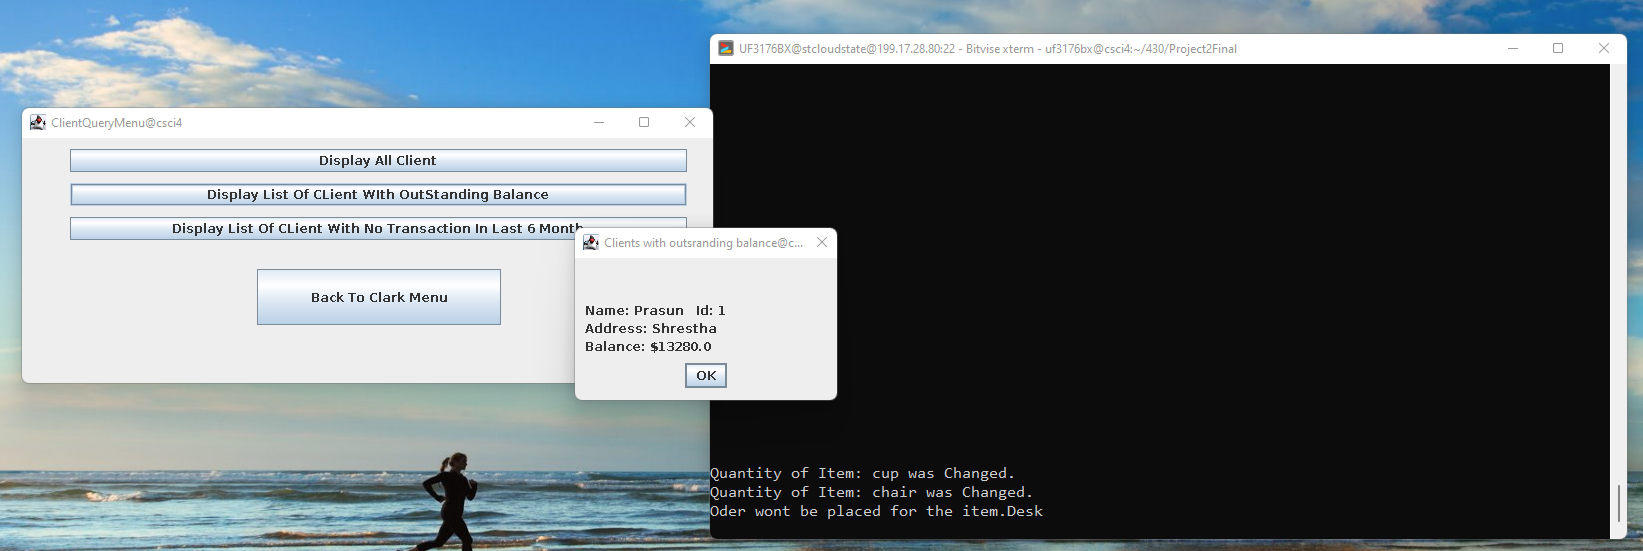 ClientQueryMenu@csci4
Display All Client
Display List Of CLient WIth OutStanding Balance
Display List Of CLient With No Transaction In Last 6 Month
Back To Clark Menu
Clients with outsranding balance@c...
Name: Prasun Id: 1
Address: Shrestha
Balance: $13280.0
OK
UF3176BX@stcloudstate@199.17.28.80:22 - Bitvise xterm - uf3176bx@csci4:~/430/Project2Final
Quantity of Item: cup was Changed.
Quantity of Item: chair was Changed.
Oder wont be placed for the item.Desk